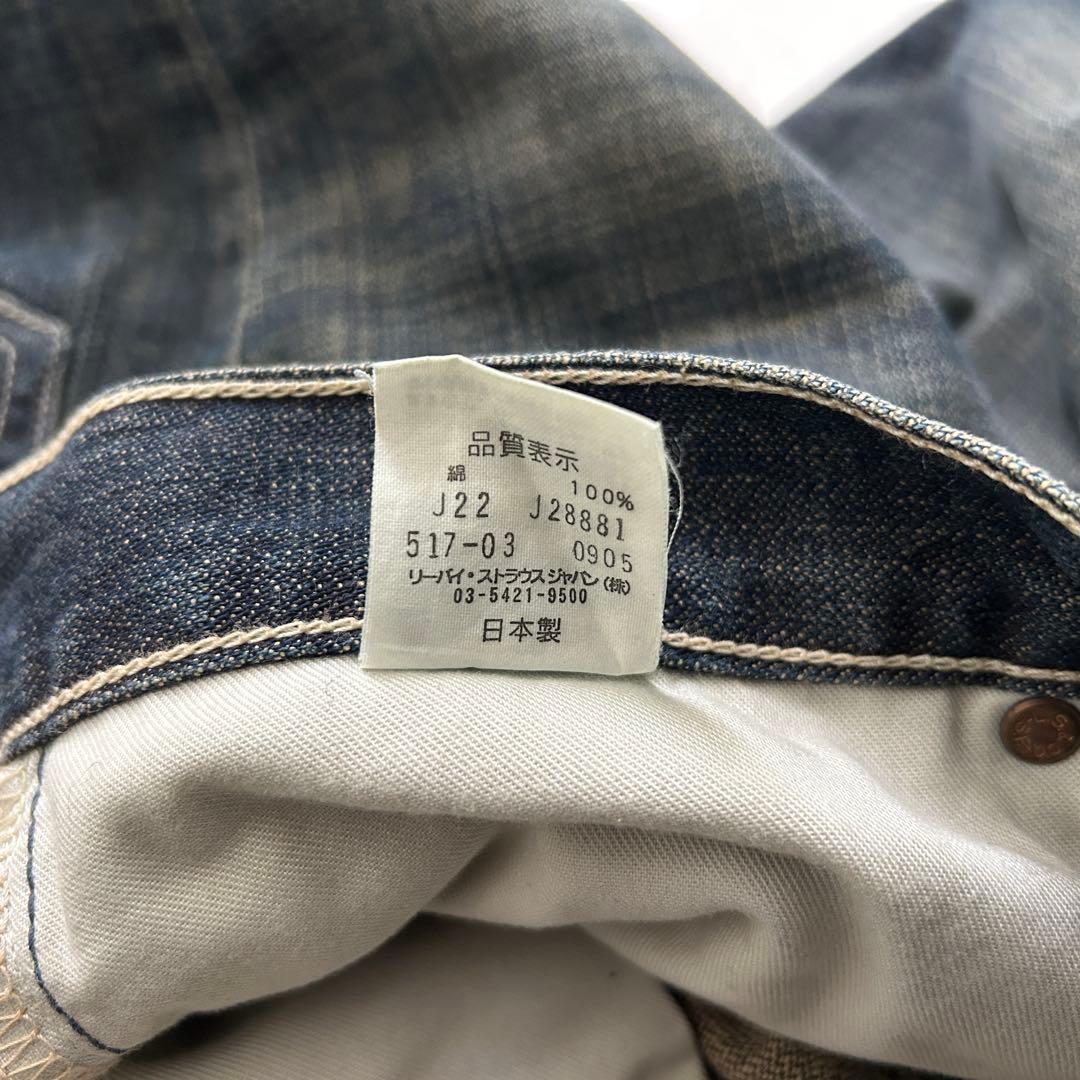 品質表示
綿 100%
J22 J28881
517-03 0905
リーバイ・ストラウスジャパン(株)
03-5421-9500
日本製